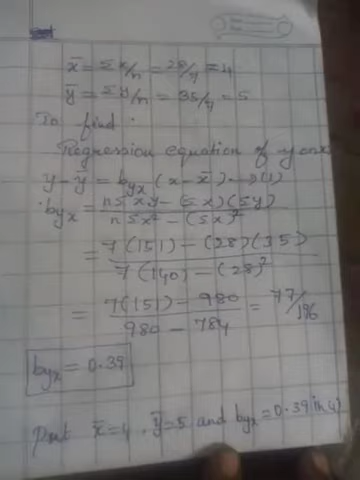 x̄ = Σx/n = 28/7 = 4
ȳ = Σy/n = 35/7 = 5
To find
Regression equation of y on x
y - ȳ = byx (x - x̄) → (1)
byx = nΣxy - (Σx)(Σy) / nΣx² - (Σx)²
= 7(151) - (28)(35) / 7(140) - (28)²
= 7(151) - 980 / 980 - 784 = 77/196
byx = 0.39
Put x̄ = 4, ȳ = 5 and byx = 0.39 in (1)